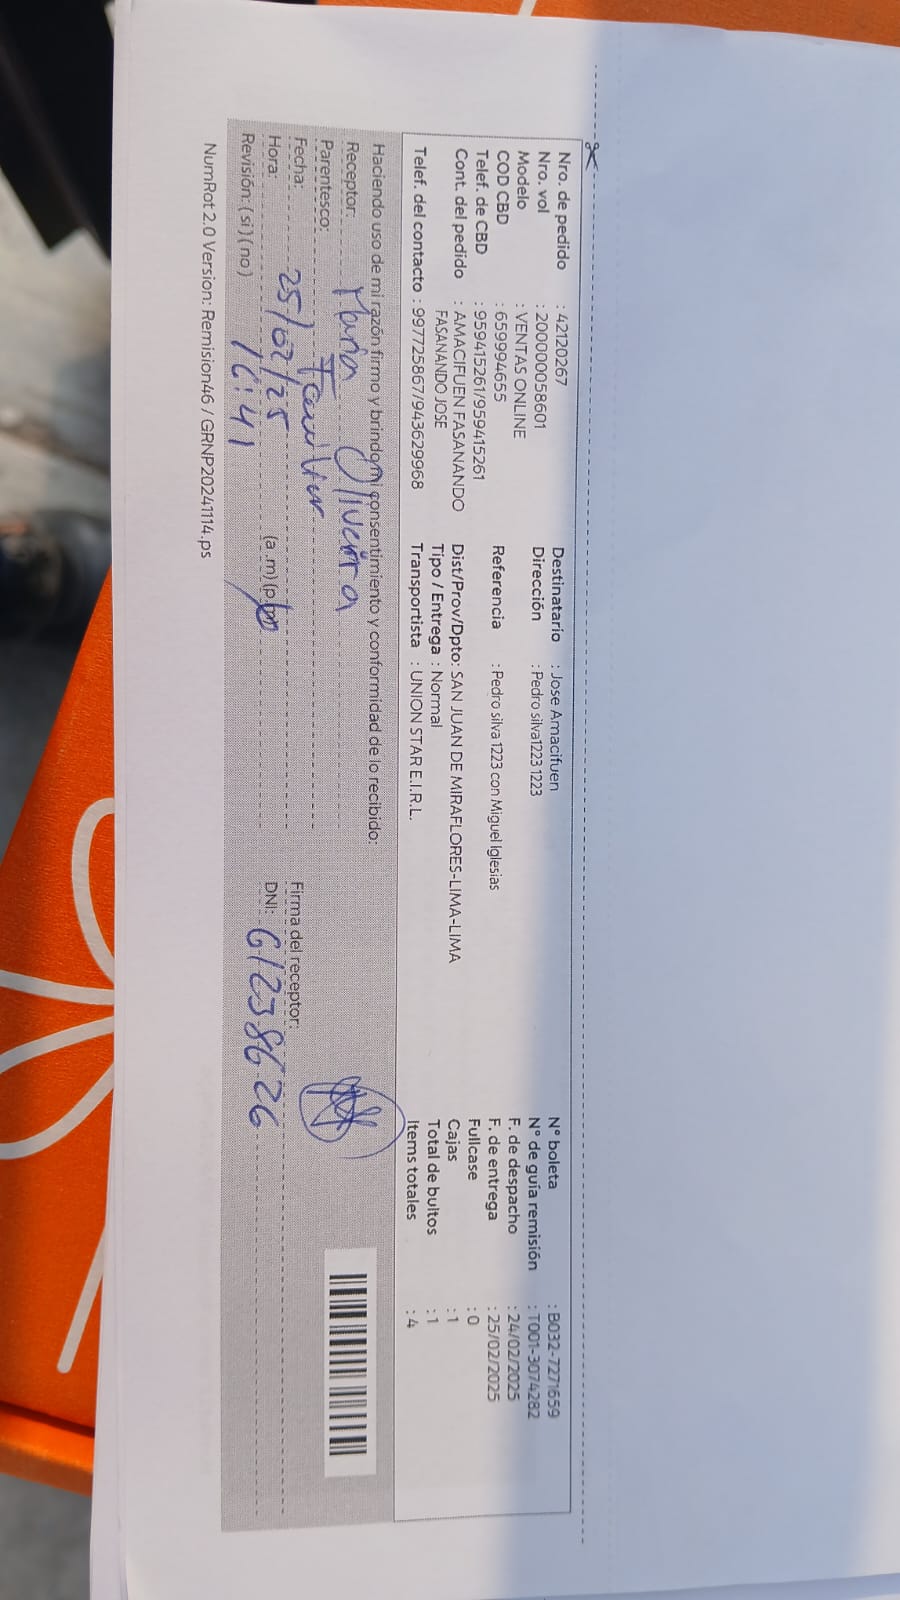 Nro. de pedido : 42120267
Nro. vol : 200000058601
Modelo : VENTAS ONLINE
COD CBD : 659994655
Telef. de CBD : 959415261/959415261
Cont. del pedido : AMACIFUEN FASANANDO
FASANANDO JOSE
Telef. del contacto : 997725867/943629968
Destinatario : Jose Amacifuen
Dirección : Pedro silva1223 1223
Referencia : Pedro silva 1223 con Miguel Iglesias
Dist/Prov/Dpto: SAN JUAN DE MIRAFLORES-LIMA-LIMA
Tipo / Entrega : Normal
Transportista : UNION STAR E.I.R.L.
N° boleta : B032-7271659
N° de guía remisión : T001-3074282
F. de despacho : 24/02/2025
F. de entrega : 25/02/2025
Fullcase : 0
Cajas : 1
Total de bultos : 1
Items totales : 4
Haciendo uso de mi razón firmo y brindo mi consentimiento y conformidad de lo recibido:
Receptor: Maria Oliveira
Parentesco:
Fecha: 25/02/25
Hora: 16:41 (a.m)(p.m)
Revisión: ( si ) ( no )
Firma del receptor:
DNI: 61238626
NumRot 2.0 Version: Remision46 / GRNP20241114.ps